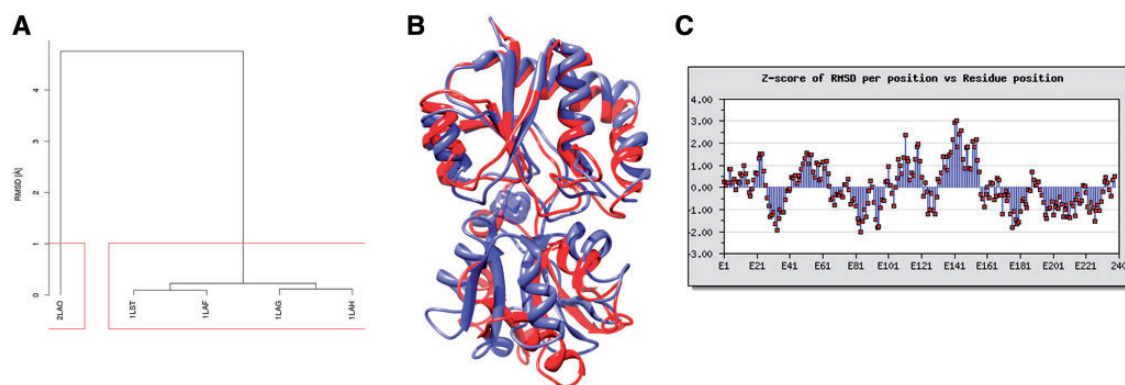 A
B
C
RMSD [Å]
0
1
2
3
4
2LAO
1LST
1LAF
1LAG
1LAH
Z-score of RMSD per position vs Residue position
4.00
3.00
2.00
1.00
0.00
-1.00
-2.00
-3.00
E1 E21 E41 E61 E81 E101 E121 E141 E161 E181 E201 E221 240